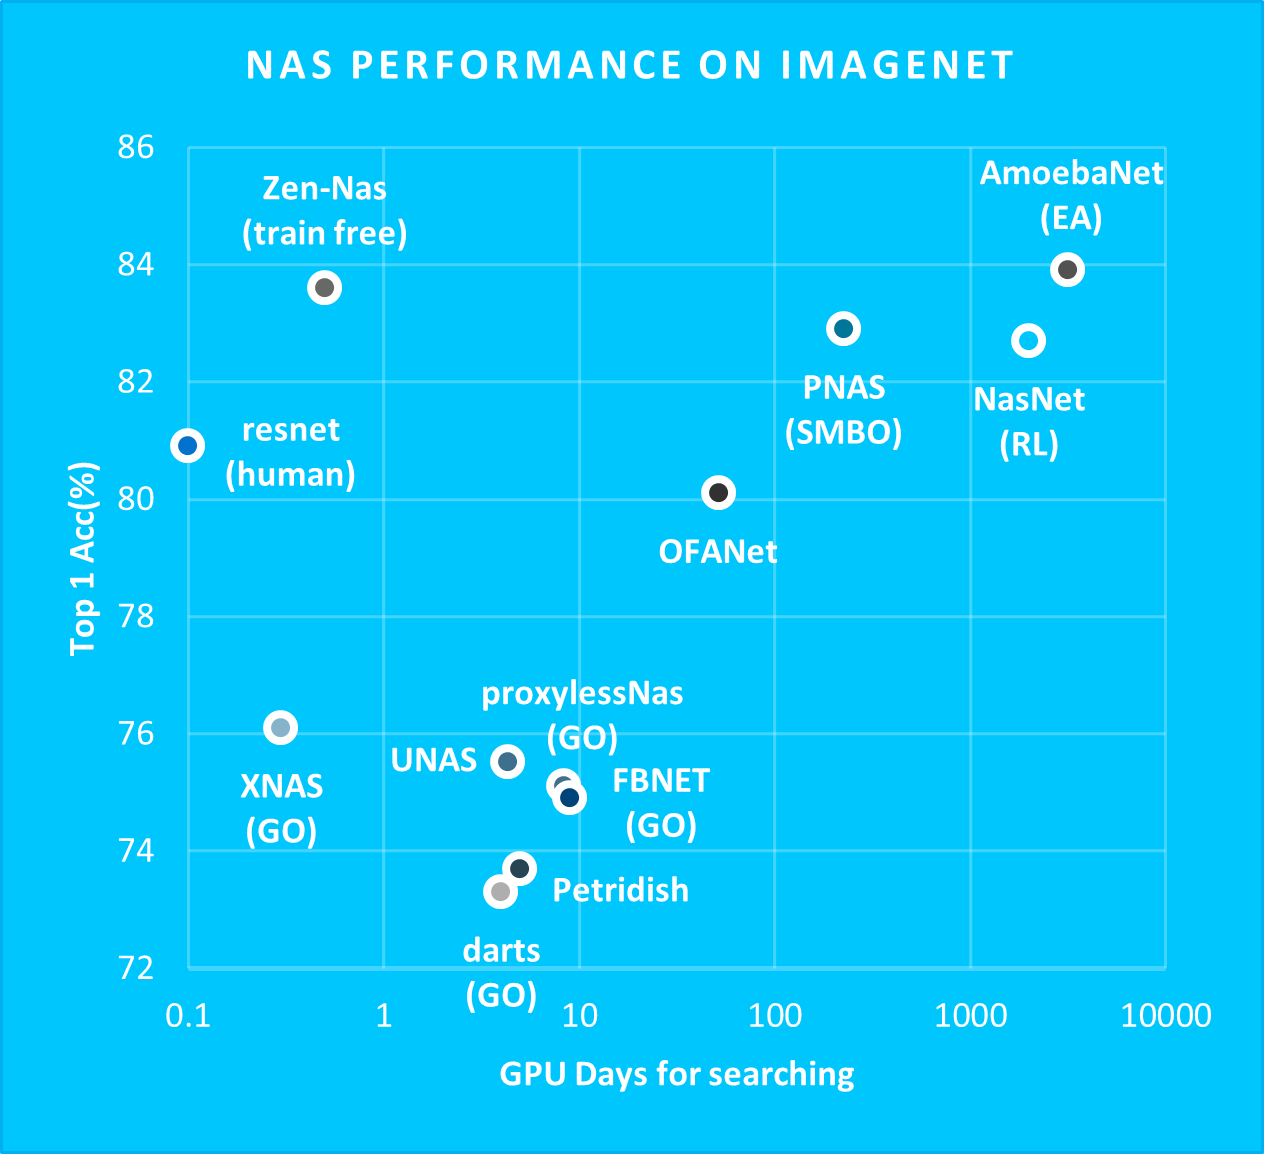 NAS PERFORMANCE ON IMAGENET
86
84
82
80
78
76
74
72
Top 1 Acc(%)
Zen-Nas
(train free)
AmoebaNet
(EA)
PNAS
(SMBO)
NasNet
(RL)
resnet
(human)
OFANet
proxylessNas
(GO)
UNAS
FBNET
(GO)
XNAS
(GO)
Petridish
darts
(GO)
0.1
1
10
100
1000
10000
GPU Days for searching